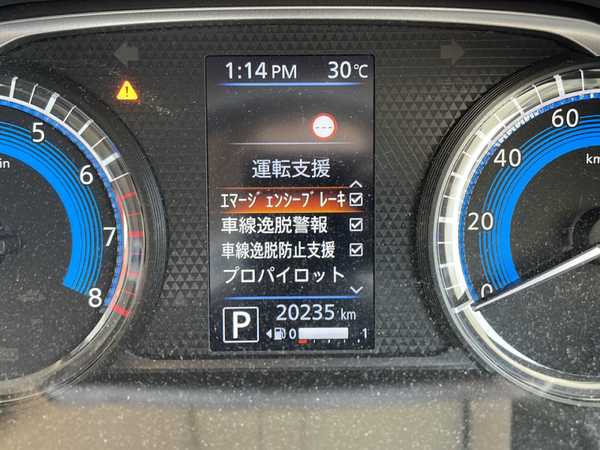 1:14 PM 30℃
運転支援
ｴﾏｰｼﾞｪﾝｼｰﾌﾞﾚｰｷ
車線逸脱警報
車線逸脱防止支援
プロパイロット
20235 km
P
0 1
in
5
6
7
8
km
60
40
20
0